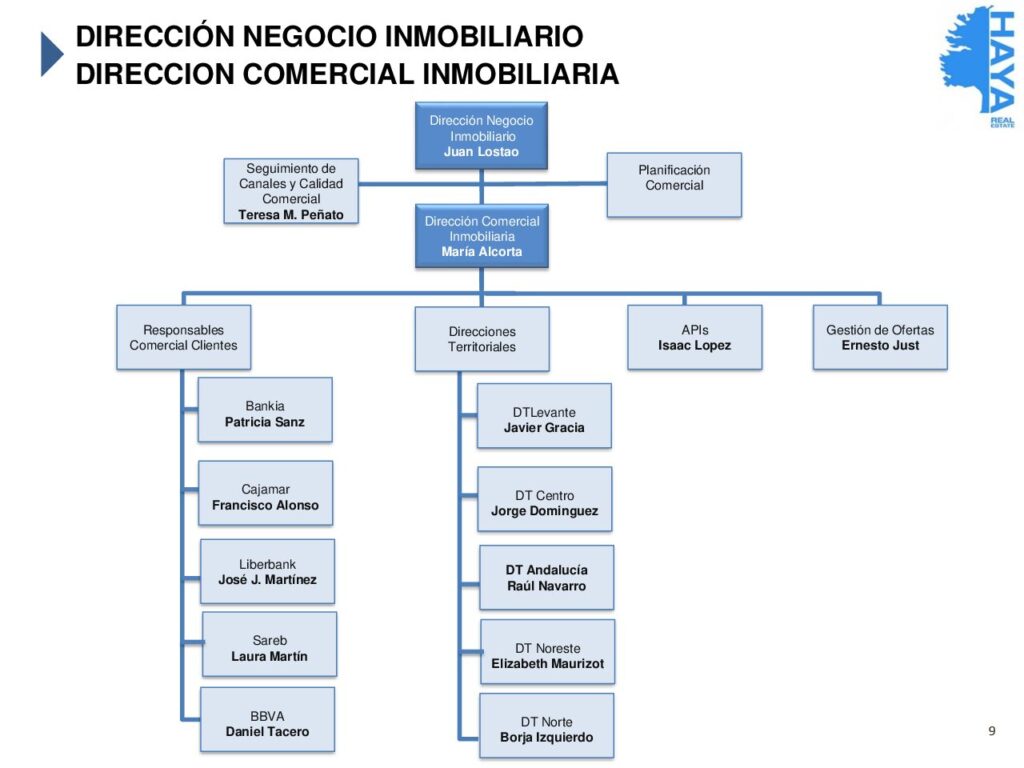 DIRECCIÓN NEGOCIO INMOBILIARIO
DIRECCION COMERCIAL INMOBILIARIA
HAYA
REAL
ESTATE
Dirección Negocio
Inmobiliario
Juan Lostao
Seguimiento de
Canales y Calidad
Comercial
Teresa M. Peñato
Planificación
Comercial
Dirección Comercial
Inmobiliaria
María Alcorta
Responsables
Comercial Clientes
Direcciones
Territoriales
APIs
Isaac Lopez
Gestión de Ofertas
Ernesto Just
Bankia
Patricia Sanz
Cajamar
Francisco Alonso
Liberbank
José J. Martínez
Sareb
Laura Martín
BBVA
Daniel Tacero
DTLevante
Javier Gracia
DT Centro
Jorge Dominguez
DT Andalucía
Raúl Navarro
DT Noreste
Elizabeth Maurizot
DT Norte
Borja Izquierdo
9